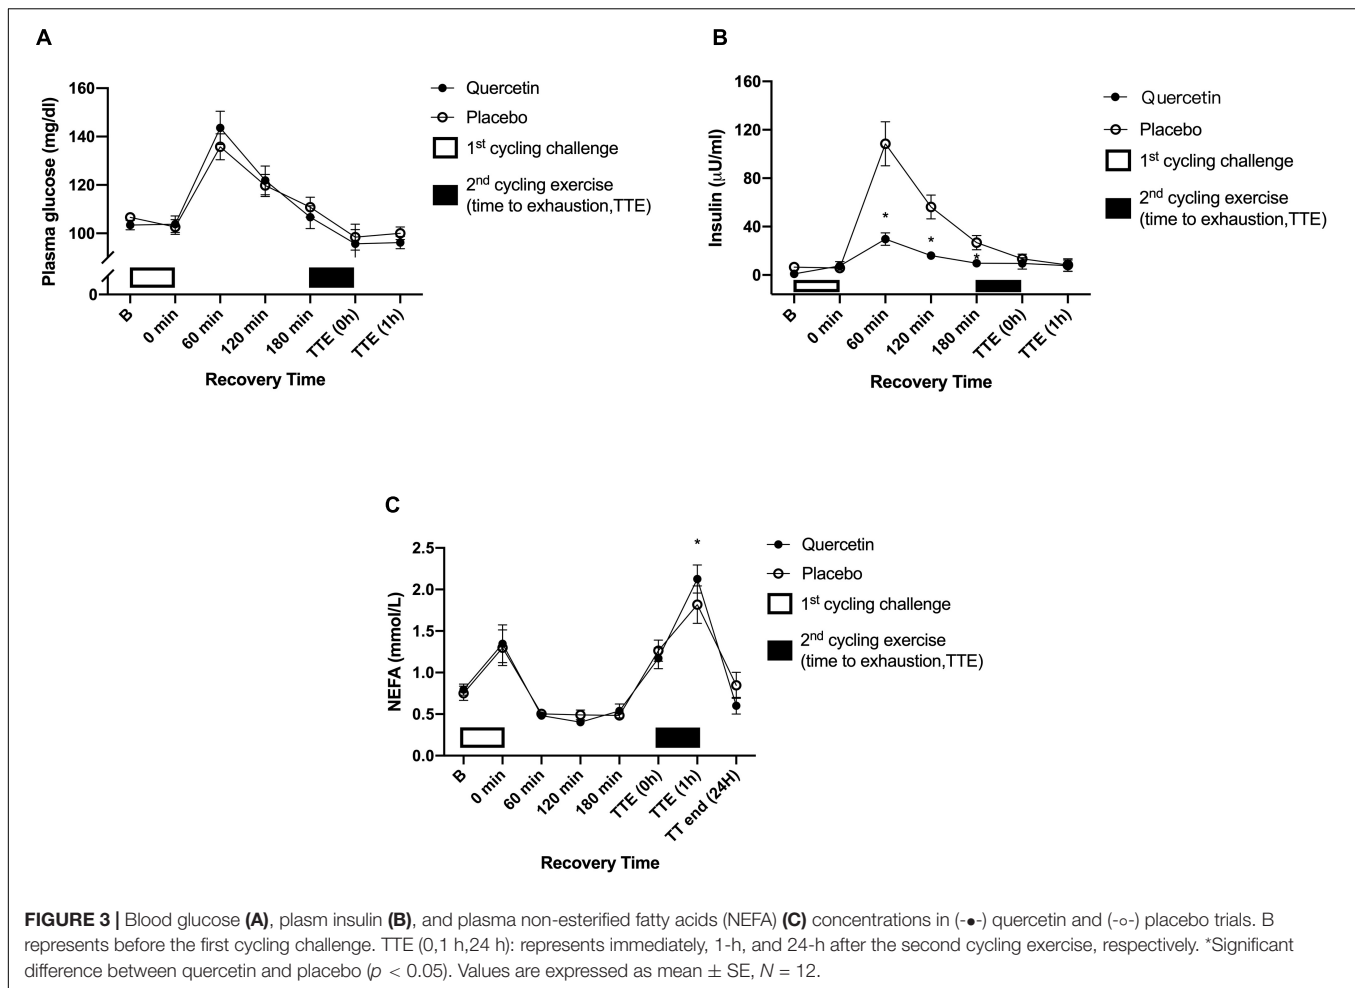 A
160
140
120
100
0
Plasma glucose (mg/dl)
B
0 min
60 min
120 min
180 min
TTE (0h)
TTE (1h)
Recovery Time
Quercetin
Placebo
1st cycling challenge
2nd cycling exercise
(time to exhaustion,TTE)
B
160
120
80
40
0
Insulin (μU/ml)
*
*
*
B
0 min
60 min
120 min
180 min
TTE (0h)
TTE (1h)
Recovery Time
Quercetin
Placebo
1st cycling challenge
2nd cycling exercise
(time to exhaustion,TTE)
C
2.5
2.0
1.5
1.0
0.5
0.0
NEFA (mmol/L)
*
B
0 min
60 min
120 min
180 min
TTE (0h)
TTE (1h)
TT end (24H)
Recovery Time
Quercetin
Placebo
1st cycling challenge
2nd cycling exercise
(time to exhaustion,TTE)
FIGURE 3 | Blood glucose (A), plasm insulin (B), and plasma non-esterified fatty acids (NEFA) (C) concentrations in (-●-) quercetin and (-○-) placebo trials. B
represents before the first cycling challenge. TTE (0,1 h,24 h): represents immediately, 1-h, and 24-h after the second cycling exercise, respectively. *Significant
difference between quercetin and placebo (p < 0.05). Values are expressed as mean ± SE, N = 12.